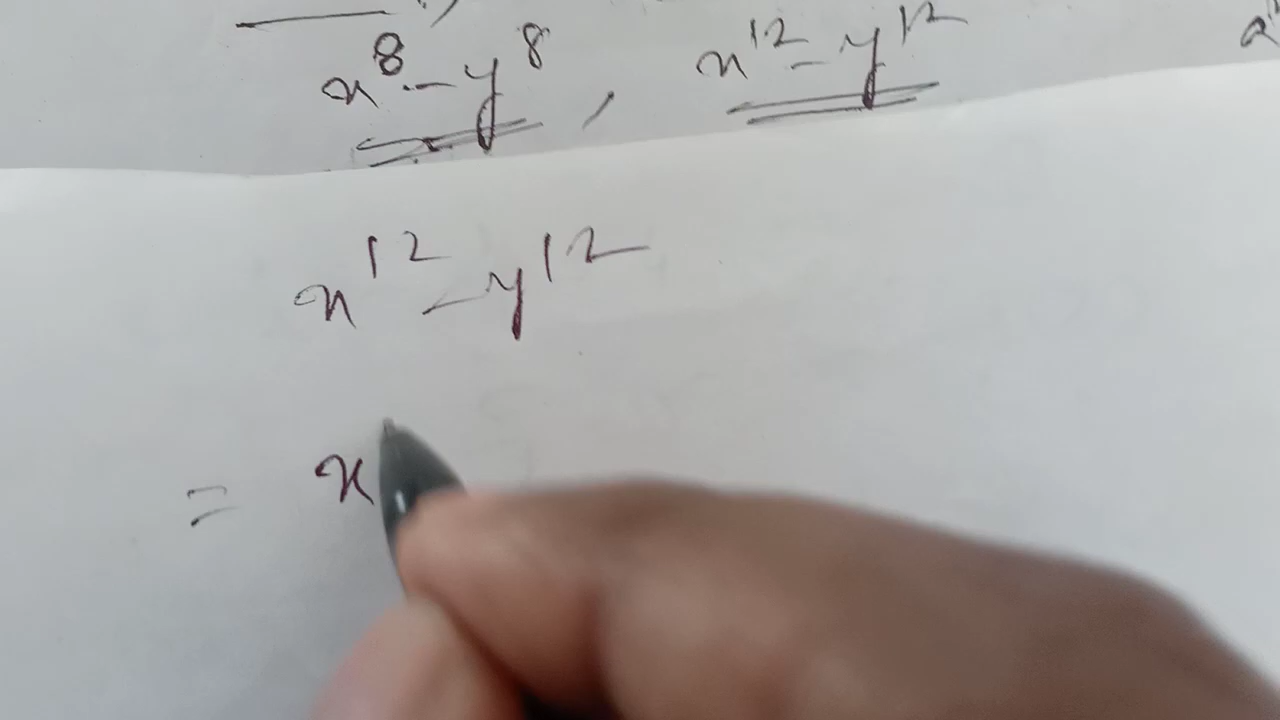 x⁸ - y⁸, x¹² - y¹²
x¹² - y¹²
= x